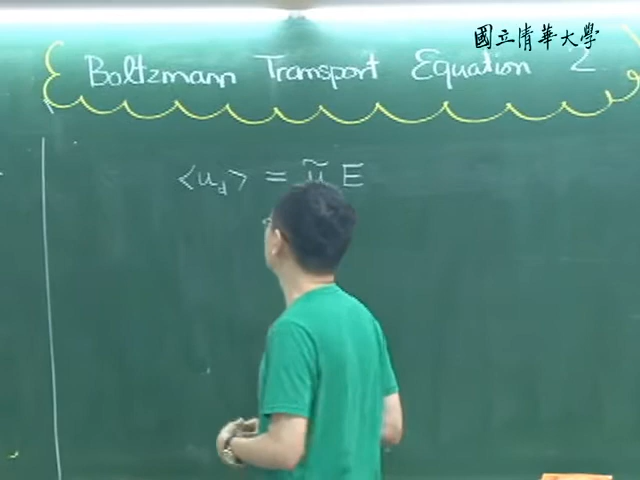 國立清華大學
Boltzmann Transport Equation 2
<u_d> = μ̃ E